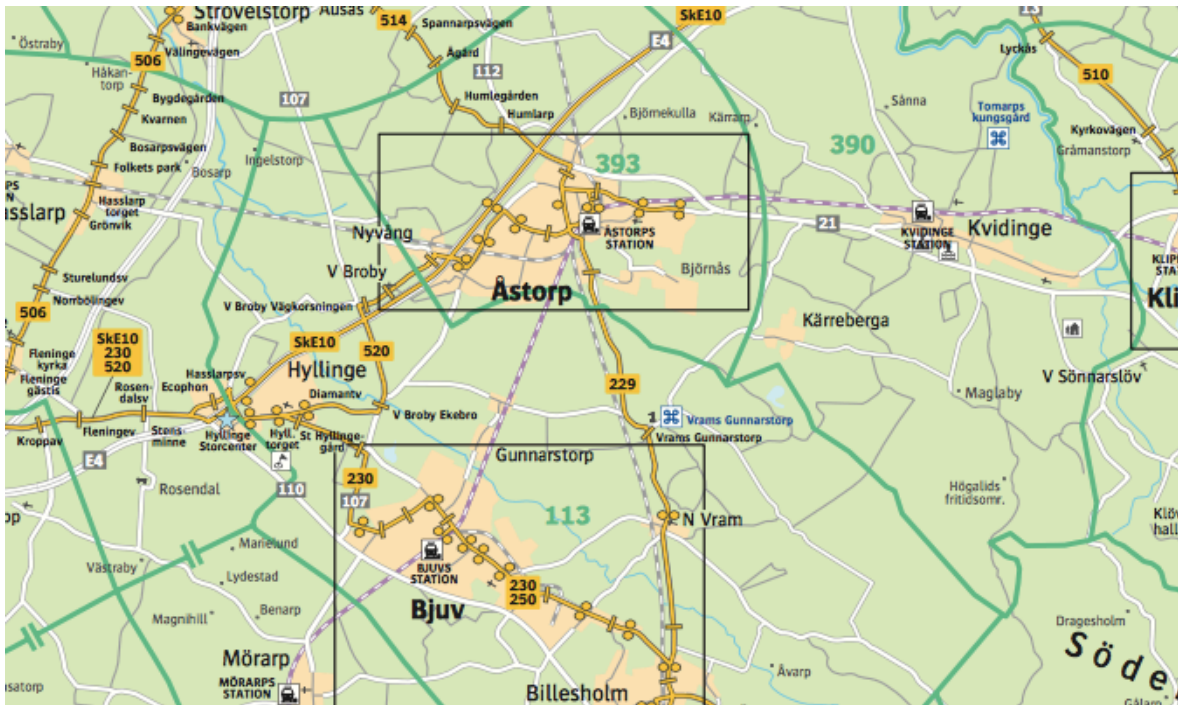 Strövelstorp
Ausås
Spannarpsvägen
SkE10
13
Bankvägen
514
E4
Lyckås
Östraby
Vällingevägen
506
Ågård
510
Håkan-
torp
107
112
Humlegården
Bygdegården
Humlarp
Björnekulla
Kärrarp
Sånna
Tomarps
kungsgård
Kvarnen
Kyrkovägen
Gråmanstorp
Bosarpsvägen
Ingelstorp
393
390
Folkets park
Bosarp
Hasslarp
torget
Grönvik
Nyvång
ÅSTORPS
STATION
21
KVIDINGE
STATION
Kvidinge
V Broby
Björnås
Sturelundsv
Åstorp
Norrbölingev
V Broby Vägkorsningen
506
Kärreberga
SkE10
230
520
SkE10
520
Fleninge
kyrka
Fleninge
gästis
Hasslarpsv
Hyllinge
V Sönnarslöv
Rosen-
dalsv
Ecophon
Diamantv
229
Maglaby
V Broby Ekebro
Vrams Gunnarstorp
Kroppav
Fleningev
Stens
minne
Hyllinge
Storcenter
Hyll.
torget
St Hyllinge-
gård
Vrams Gunnarstorp
E4
Gunnarstorp
230
Rosendal
110
107
Högalids
fritidsomr.
113
N Vram
Marielund
BJUVS
STATION
Västraby
Lydestad
230
250
Magnihill
Benarp
Bjuv
Dragesholm
Mörarp
Åvarp
MÖRARPS
STATION
Billesholm
Gålarp